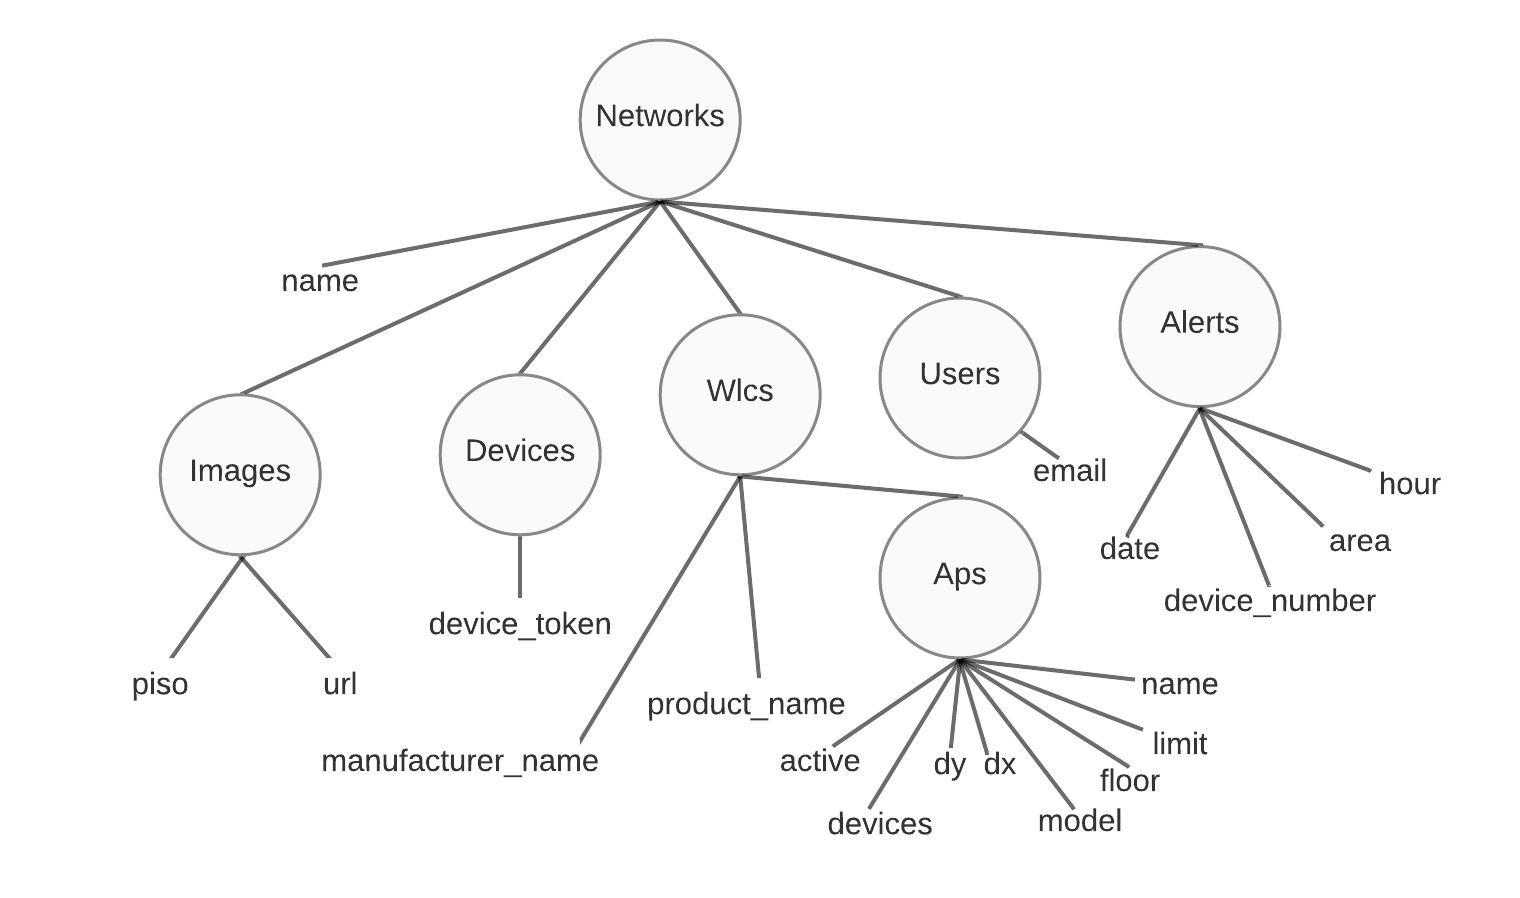 Networks
name
Alerts
Users
Wlcs
Devices
Images
email
hour
area
date
device_number
Aps
device_token
piso
url
product_name
manufacturer_name
name
limit
active
dy
dx
floor
devices
model